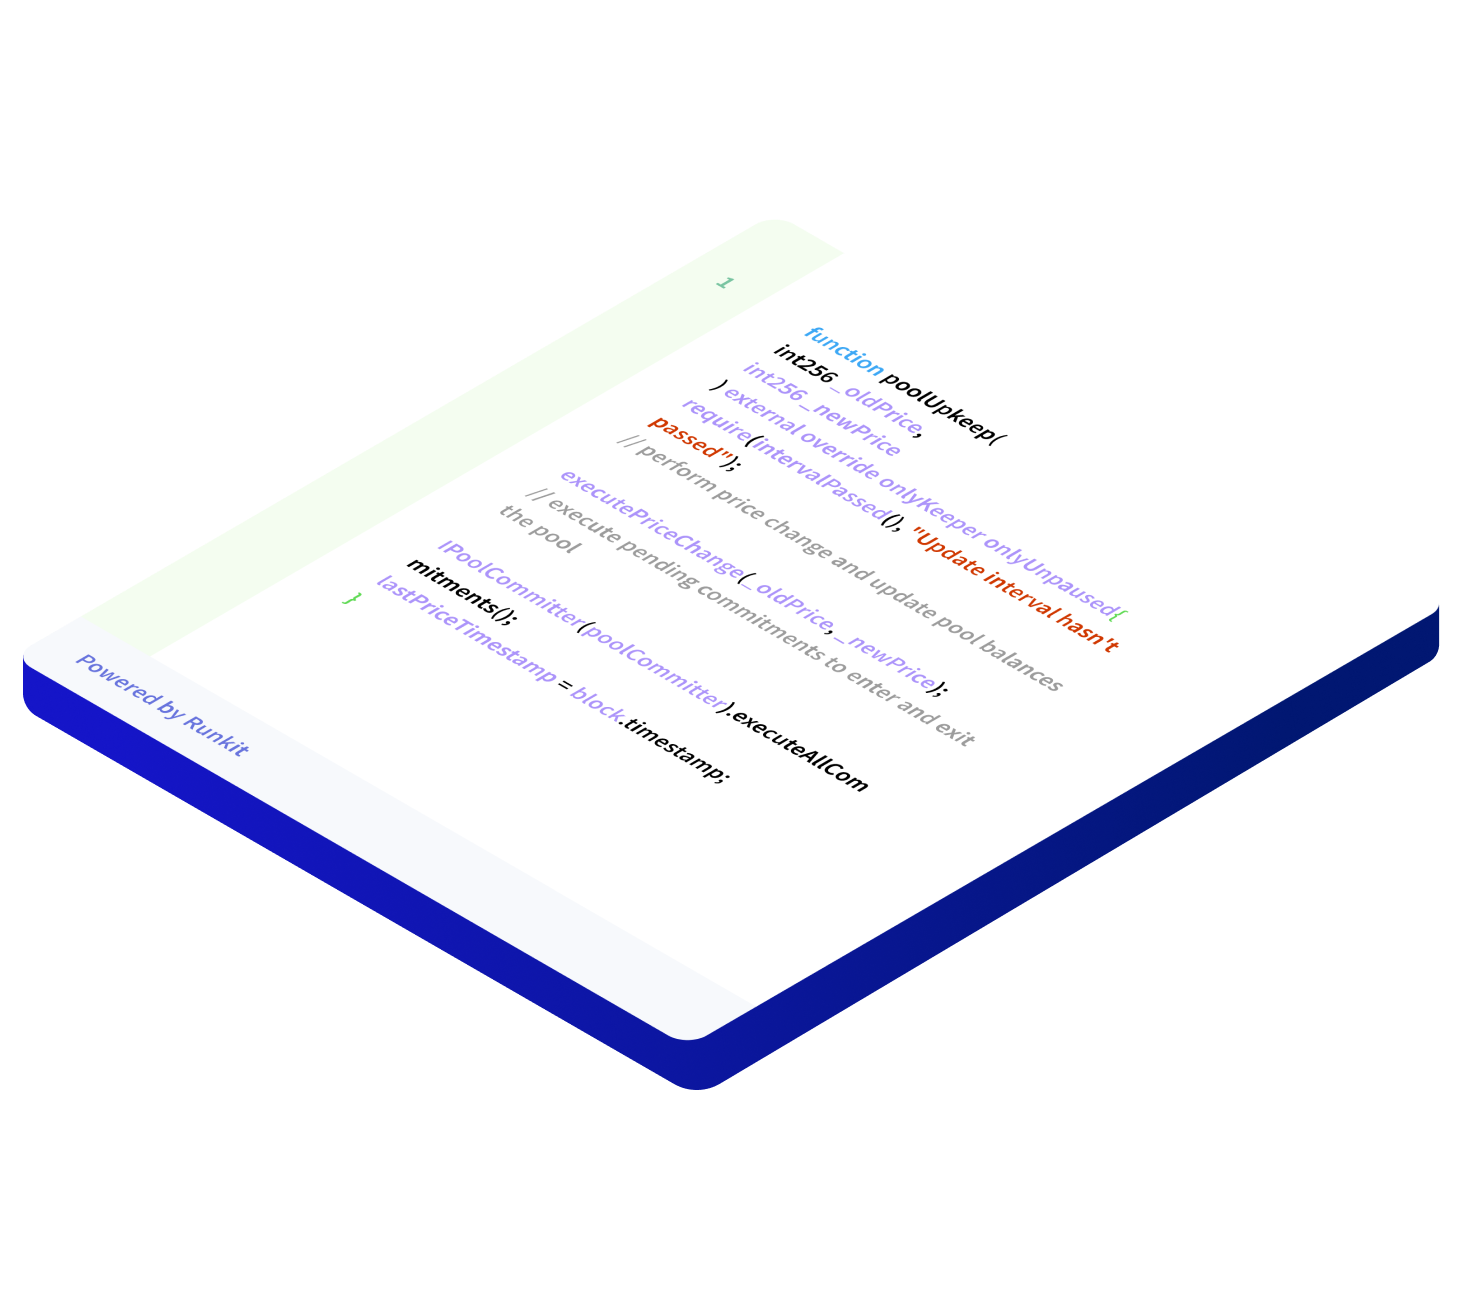 1
function poolUpkeep(
int256 _oldPrice,
int256 _newPrice
) external override onlyKeeper onlyUnpaused{
require(intervalPassed(), "Update interval hasn't
passed");
// perform price change and update pool balances
executePriceChange(_oldPrice, _newPrice);
// execute pending commitments to enter and exit
the pool
IPoolCommitter(poolCommitter).executeAllCom
mitments();
lastPriceTimestamp = block.timestamp;
}
Powered by Runkit